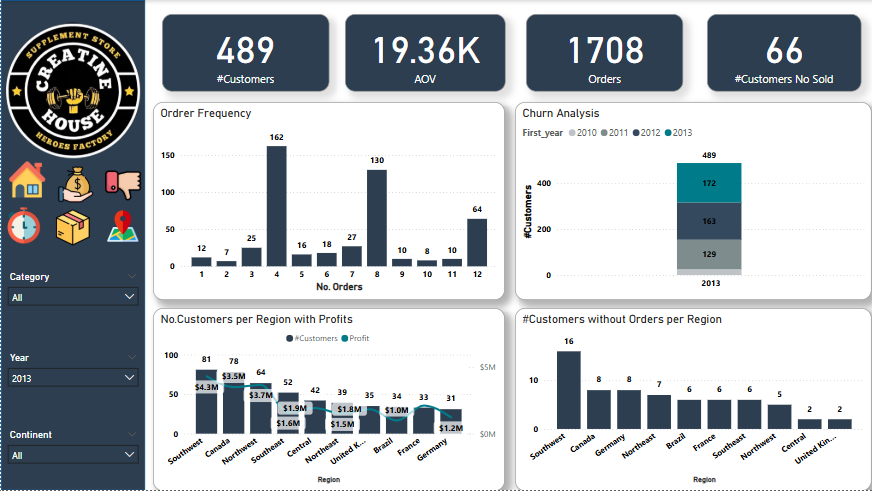 SUPPLEMENT STORE
CREATINE
HOUSE
HEROES FACTORY
Category
All
Year
2013
Continent
All
489
#Customers
19.36K
AOV
1708
Orders
66
#Customers No Sold
Ordrer Frequency
150
100
50
0
12 7 25 162 16 18 27 130 10 8 10 64
1 2 3 4 5 6 7 8 9 10 11 12
No. Orders
Churn Analysis
First_year 2010 2011 2012 2013
#Customers
400
200
0
489
172
163
129
2013
No.Customers per Region with Profits
#Customers Profit
100
50
0
81 78 64 52 42 39 35 34 33 31
$4.3M $3.5M $3.7M $1.9M $1.6M $1.8M $1.5M $1.0M $1.2M
$5M
$0M
Southwest Canada Northwest Southeast Central Northeast United K... Brazil France Germany
Region
#Customers without Orders per Region
10
0
16 8 8 7 6 6 6 5 2 2
Southwest Canada Germany Northeast Brazil France Southeast Northwest Central United Kin...
Region